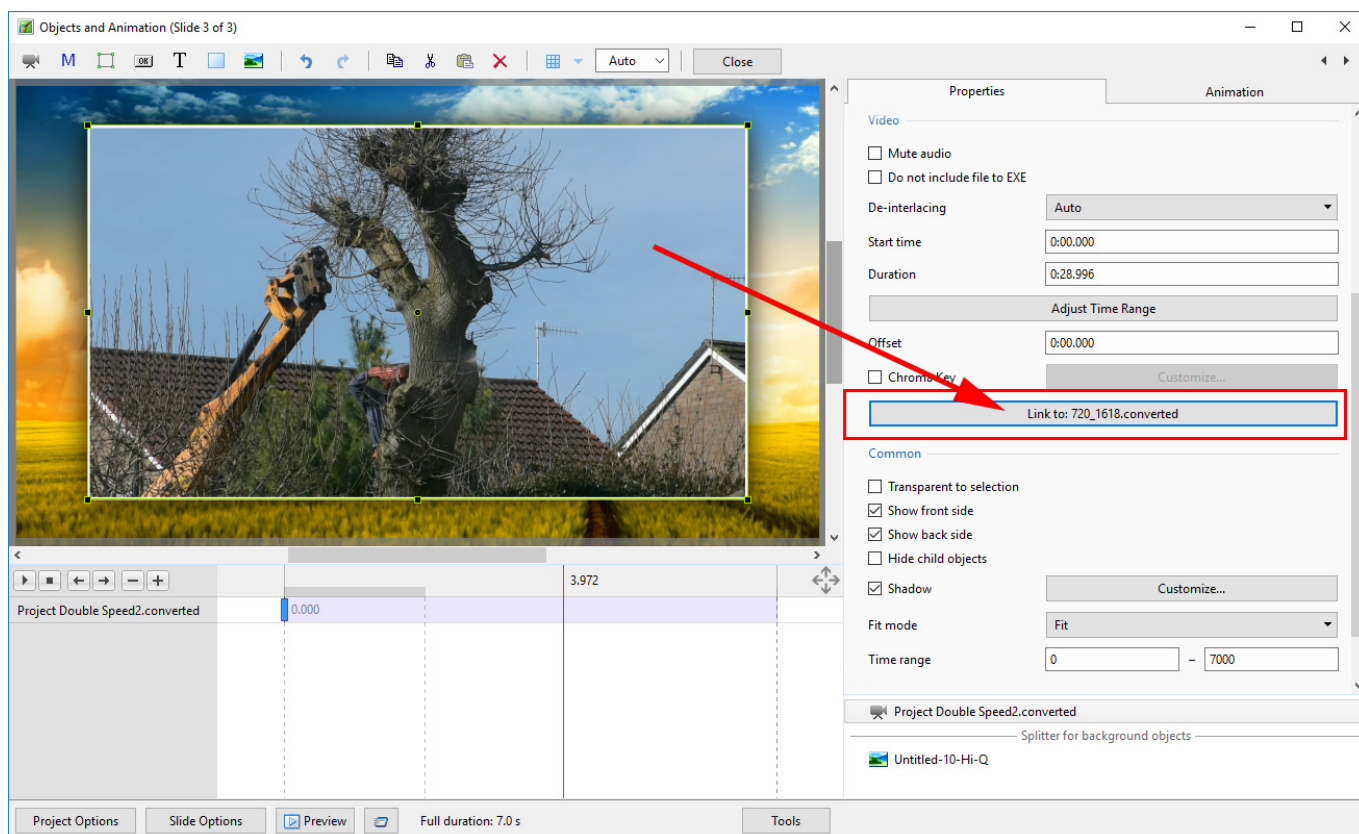 Objects and Animation (Slide 3 of 3)
M OK T Auto Close
Properties Animation
Video
Mute audio
Do not include file to EXE
De-interlacing Auto
Start time 0:00.000
Duration 0:28.996
Adjust Time Range
Offset 0:00.000
Chroma Key Customize...
Link to: 720_1618.converted
Common
Transparent to selection
Show front side
Show back side
Hide child objects
Shadow Customize...
Fit mode Fit
Time range 0 – 7000
3.972
Project Double Speed2.converted 0.000
Project Double Speed2.converted
Splitter for background objects
Untitled-10-Hi-Q
Project Options Slide Options Preview Full duration: 7.0 s Tools